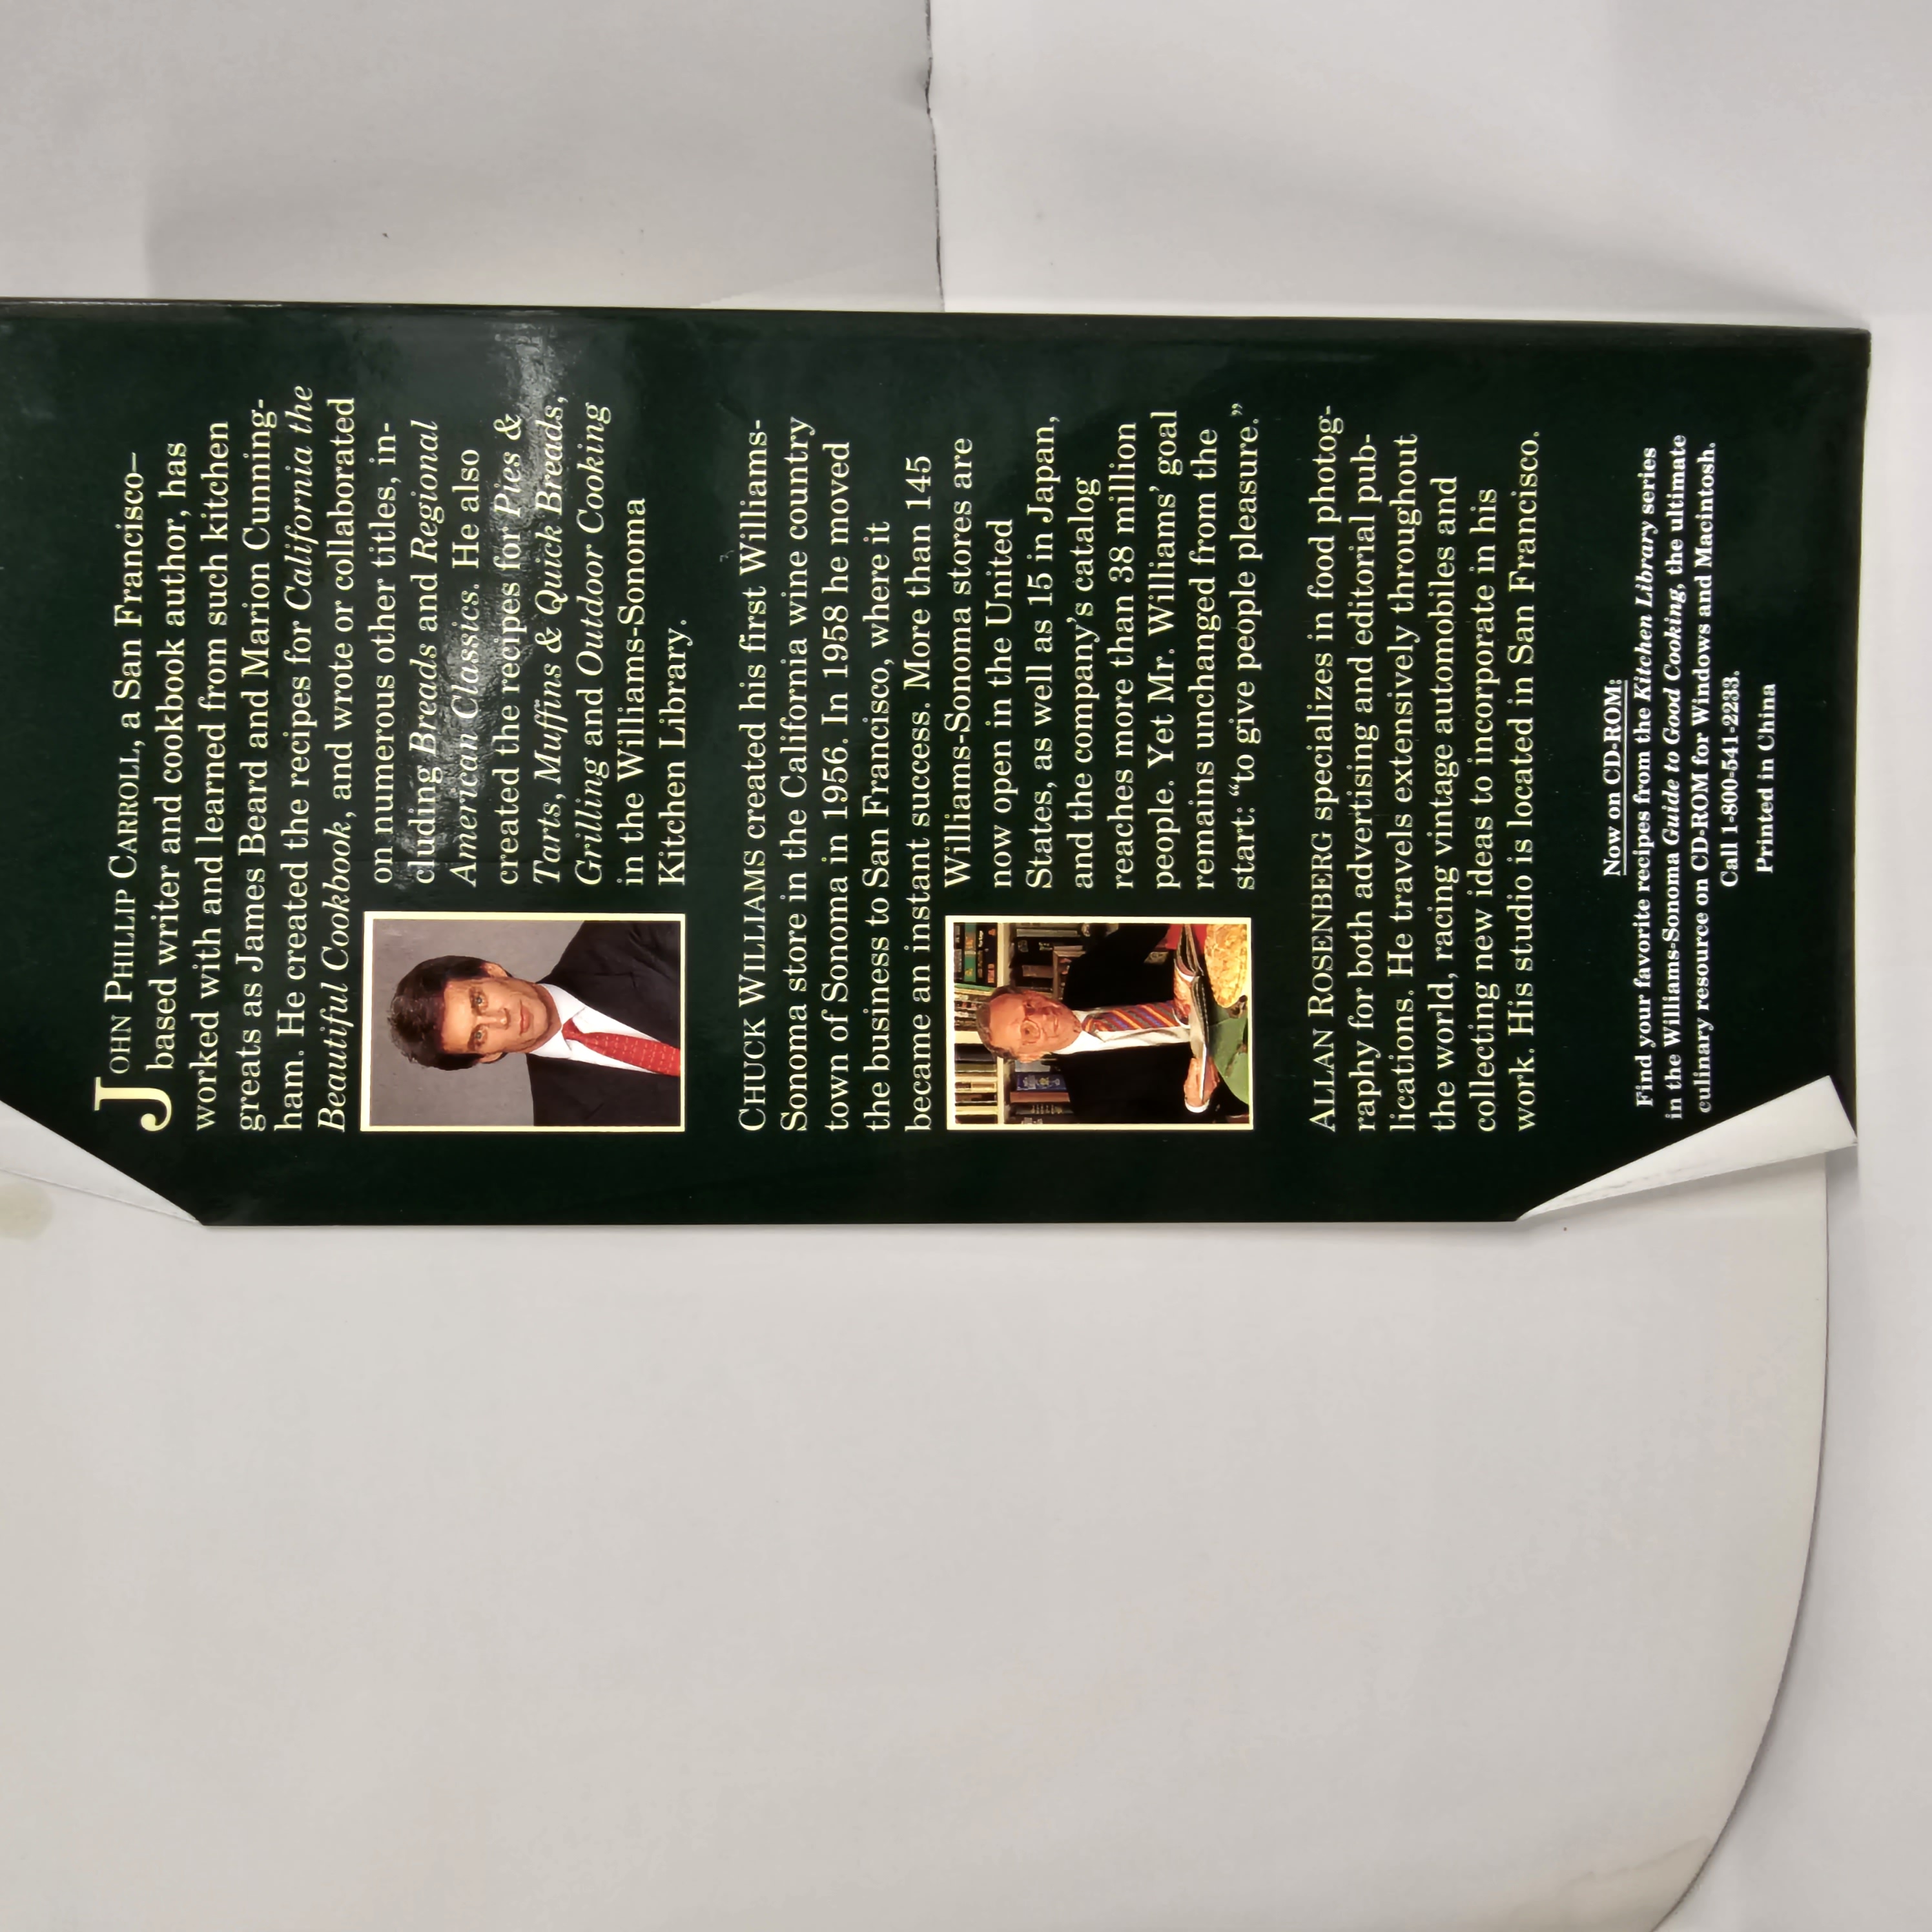 JOHN PHILLIP CARROLL, a San Francisco–
based writer and cookbook author, has
worked with and learned from such kitchen
greats as James Beard and Marion Cunning-
ham. He created the recipes for California the
Beautiful Cookbook, and wrote or collaborated
on numerous other titles, in-
cluding Breads and Regional
American Classics. He also
created the recipes for Pies &
Tarts, Muffins & Quick Breads,
Grilling and Outdoor Cooking
in the Williams-Sonoma
Kitchen Library.
CHUCK WILLIAMS created his first Williams-
Sonoma store in the California wine country
town of Sonoma in 1956. In 1958 he moved
the business to San Francisco, where it
became an instant success. More than 145
Williams-Sonoma stores are
now open in the United
States, as well as 15 in Japan,
and the company’s catalog
reaches more than 38 million
people. Yet Mr. Williams’ goal
remains unchanged from the
start: “to give people pleasure.”
ALLAN ROSENBERG specializes in food photog-
raphy for both advertising and editorial pub-
lications. He travels extensively throughout
the world, racing vintage automobiles and
collecting new ideas to incorporate in his
work. His studio is located in San Francisco.
Now on CD-ROM:
Find your favorite recipes from the Kitchen Library series
in the Williams-Sonoma Guide to Good Cooking, the ultimate
culinary resource on CD-ROM for Windows and Macintosh.
Call 1-800-541-2233.
Printed in China